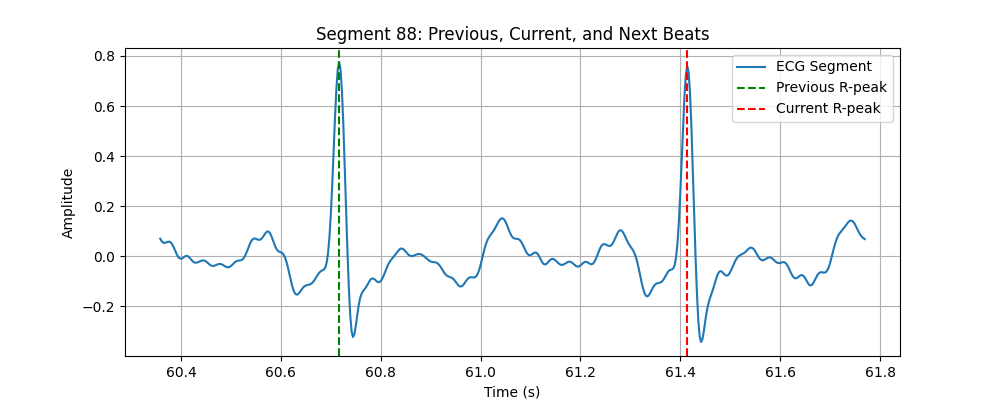 Segment 88: Previous, Current, and Next Beats
ECG Segment
Previous R-peak
Current R-peak
Amplitude
0.8
0.6
0.4
0.2
0.0
−0.2
60.4 60.6 60.8 61.0 61.2 61.4 61.6 61.8
Time (s)